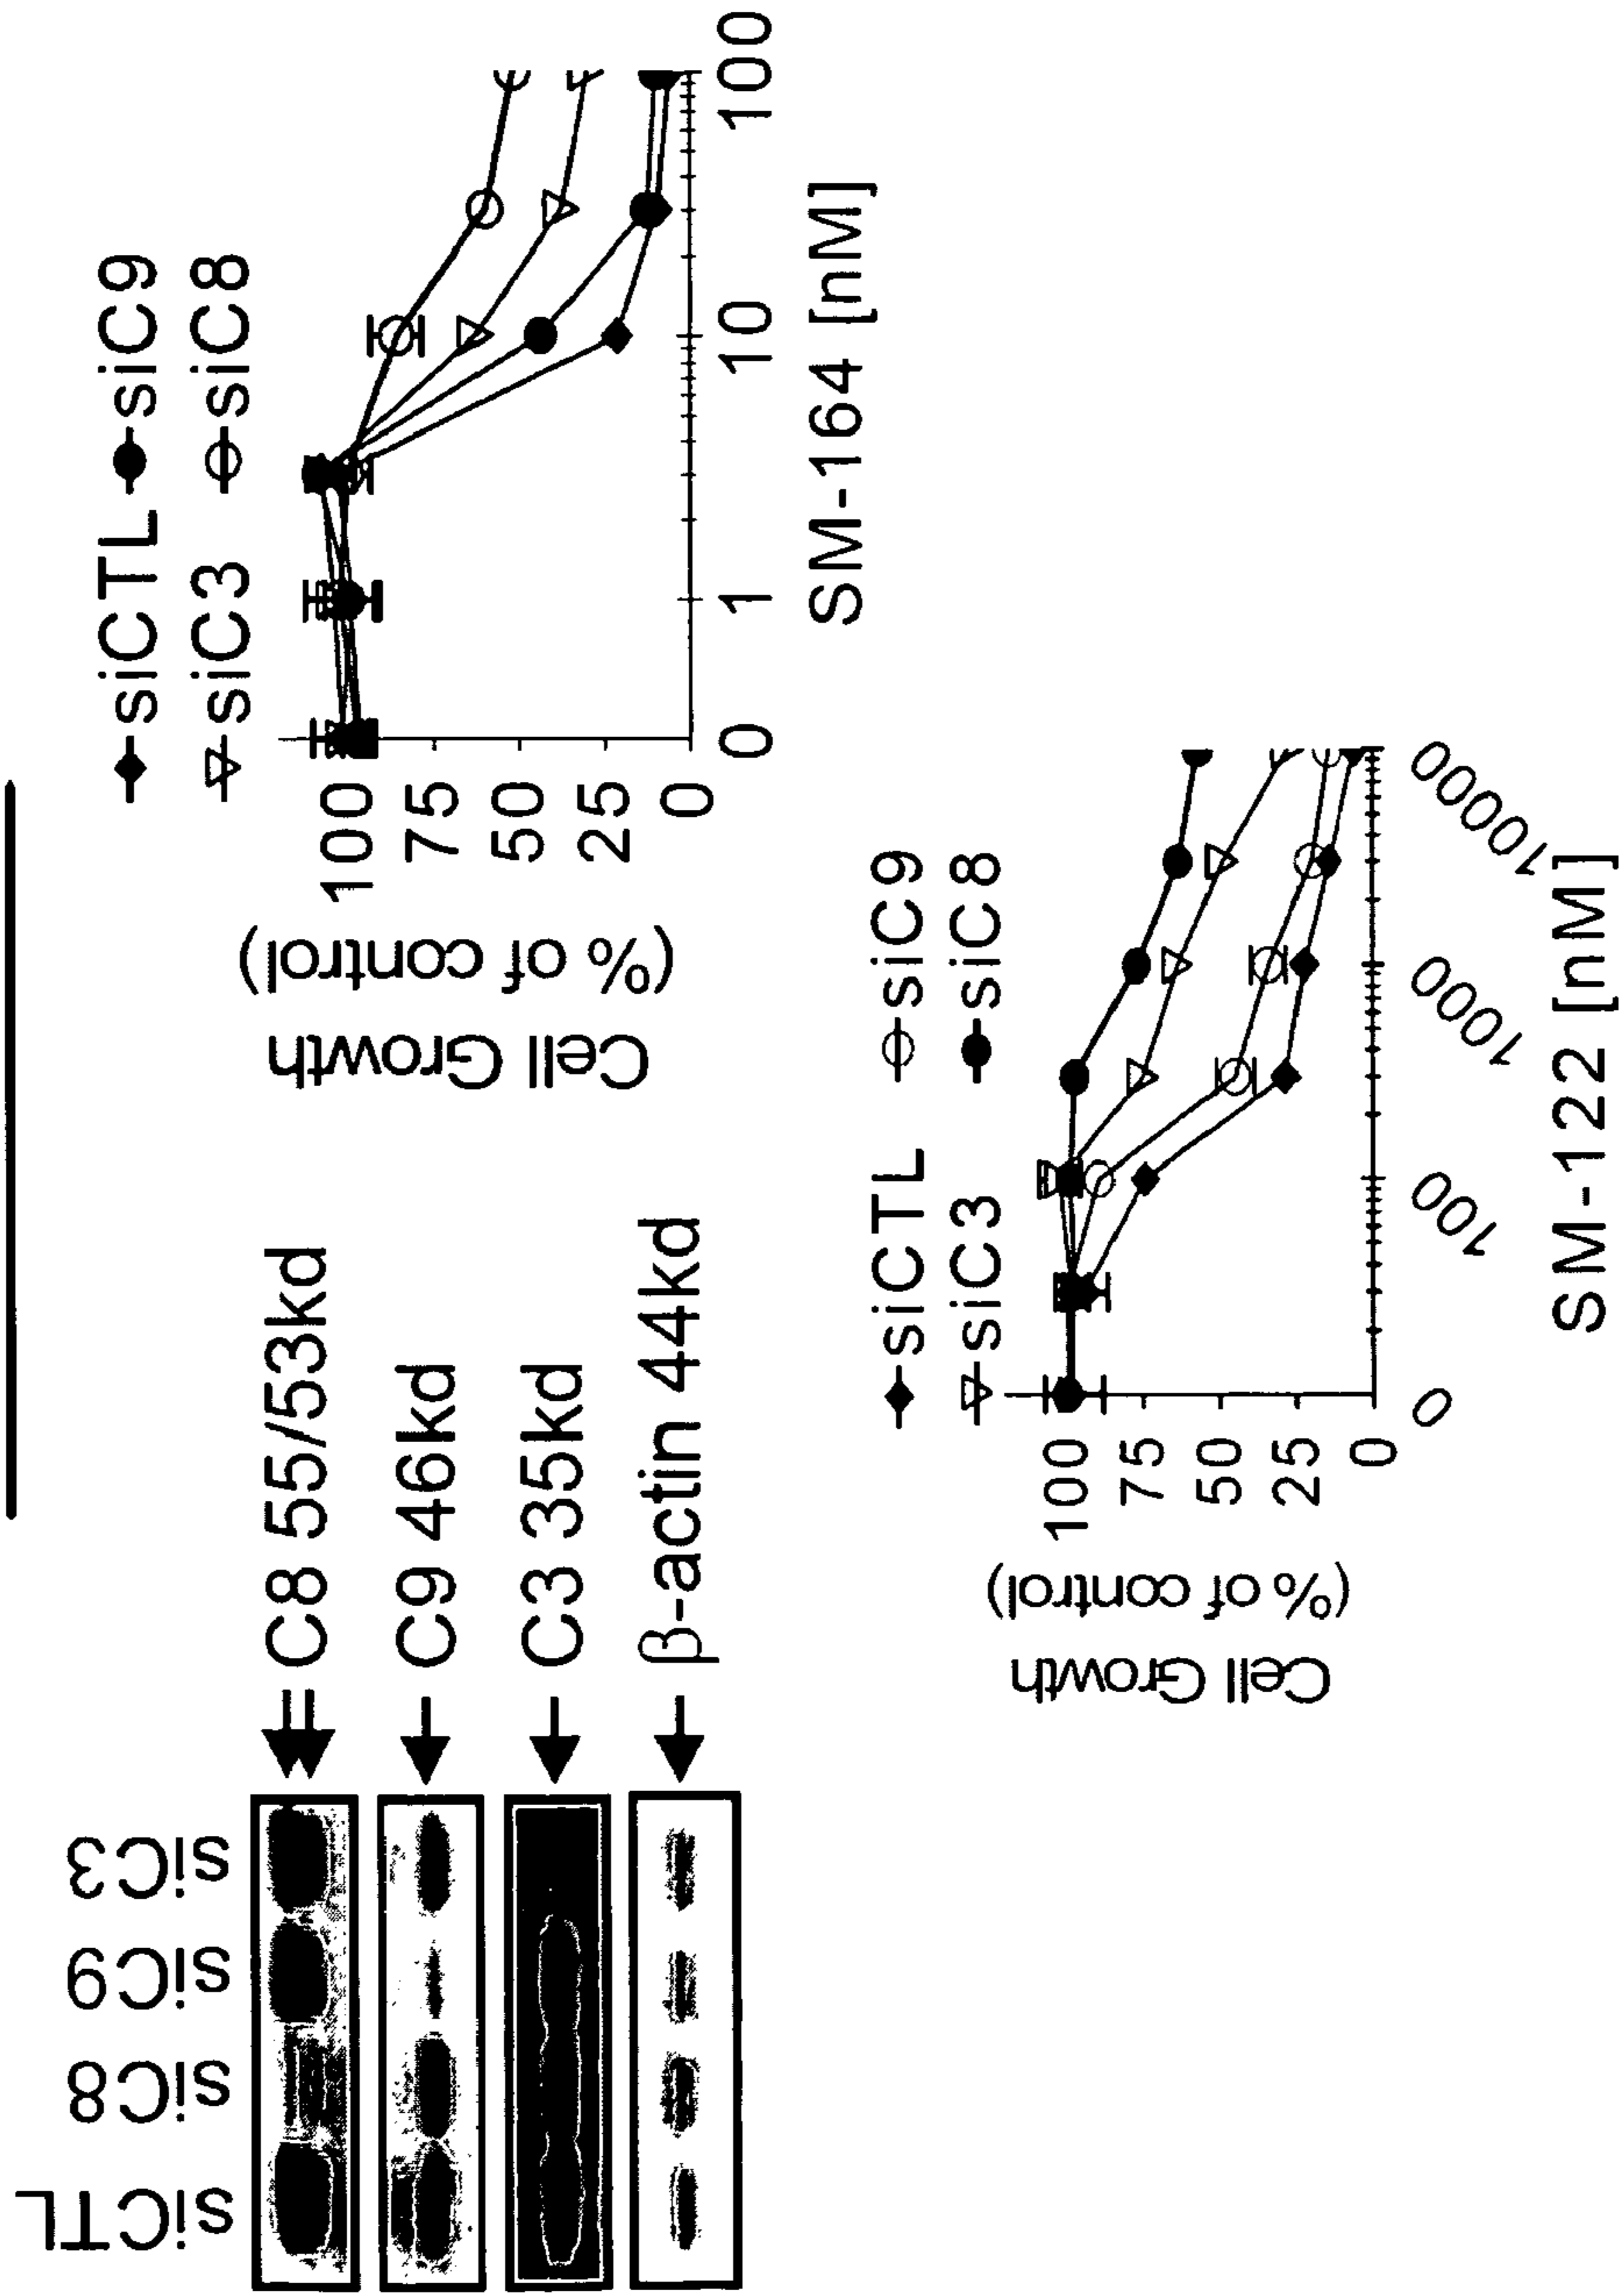 siCTL siC8 siC9 siC3
C8 55/53kd
C9 46kd
C3 35kd
β-actin 44kd
siCTL siC9
siC3 siC8
Cell Growth
(% of control)
100
75
50
25
0
0 1 10 100
SM-164 [nM]
siCTL siC9
siC3 siC8
Cell Growth
(% of control)
100
75
50
25
0
0 100 1000 10000
SM-122 [nM]